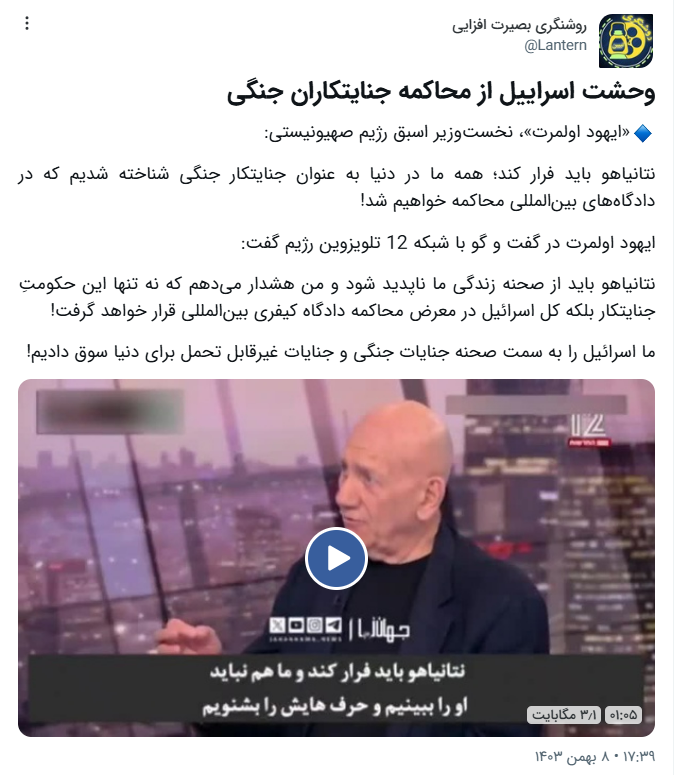 روشنگری بصیرت افزایی
@Lantern
وحشت اسراییل از محاکمه جنایتکاران جنگی
🔷«ایهود اولمرت»، نخست‌وزیر اسبق رژیم صهیونیستی:
نتانیاهو باید فرار کند؛ همه ما در دنیا به عنوان جنایتکار جنگی شناخته شدیم که در
دادگاه‌های بین‌المللی محاکمه خواهیم شد!
ایهود اولمرت در گفت و گو با شبکه 12 تلویزوین رژیم گفت:
نتانیاهو باید از صحنه زندگی ما ناپدید شود و من هشدار می‌دهم که نه تنها این حکومتِ
جنایتکار بلکه کل اسرائیل در معرض محاکمه دادگاه کیفری بین‌المللی قرار خواهد گرفت!
ما اسرائیل را به سمت صحنه جنایات جنگی و جنایات غیرقابل تحمل برای دنیا سوق دادیم!
12
جهان‌نما
JAHANNAMA.NEWS
نتانیاهو باید فرار کند و ما هم نباید
او را ببینیم و حرف هایش را بشنویم
۰۱:۰۵
۳٫۱ مگابایت
۱۷:۳۹ • ۸ بهمن ۱۴۰۳